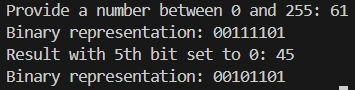 Provide a number between 0 and 255: 61
Binary representation: 00111101
Result with 5th bit set to 0: 45
Binary representation: 00101101